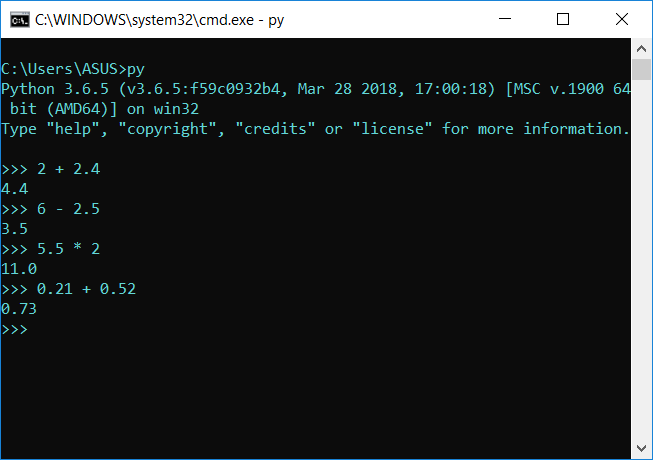 C:\WINDOWS\system32\cmd.exe - py
C:\Users\ASUS>py
Python 3.6.5 (v3.6.5:f59c0932b4, Mar 28 2018, 17:00:18) [MSC v.1900 64
 bit (AMD64)] on win32
Type "help", "copyright", "credits" or "license" for more information.
>>> 2 + 2.4
4.4
>>> 6 - 2.5
3.5
>>> 5.5 * 2
11.0
>>> 0.21 + 0.52
0.73
>>>